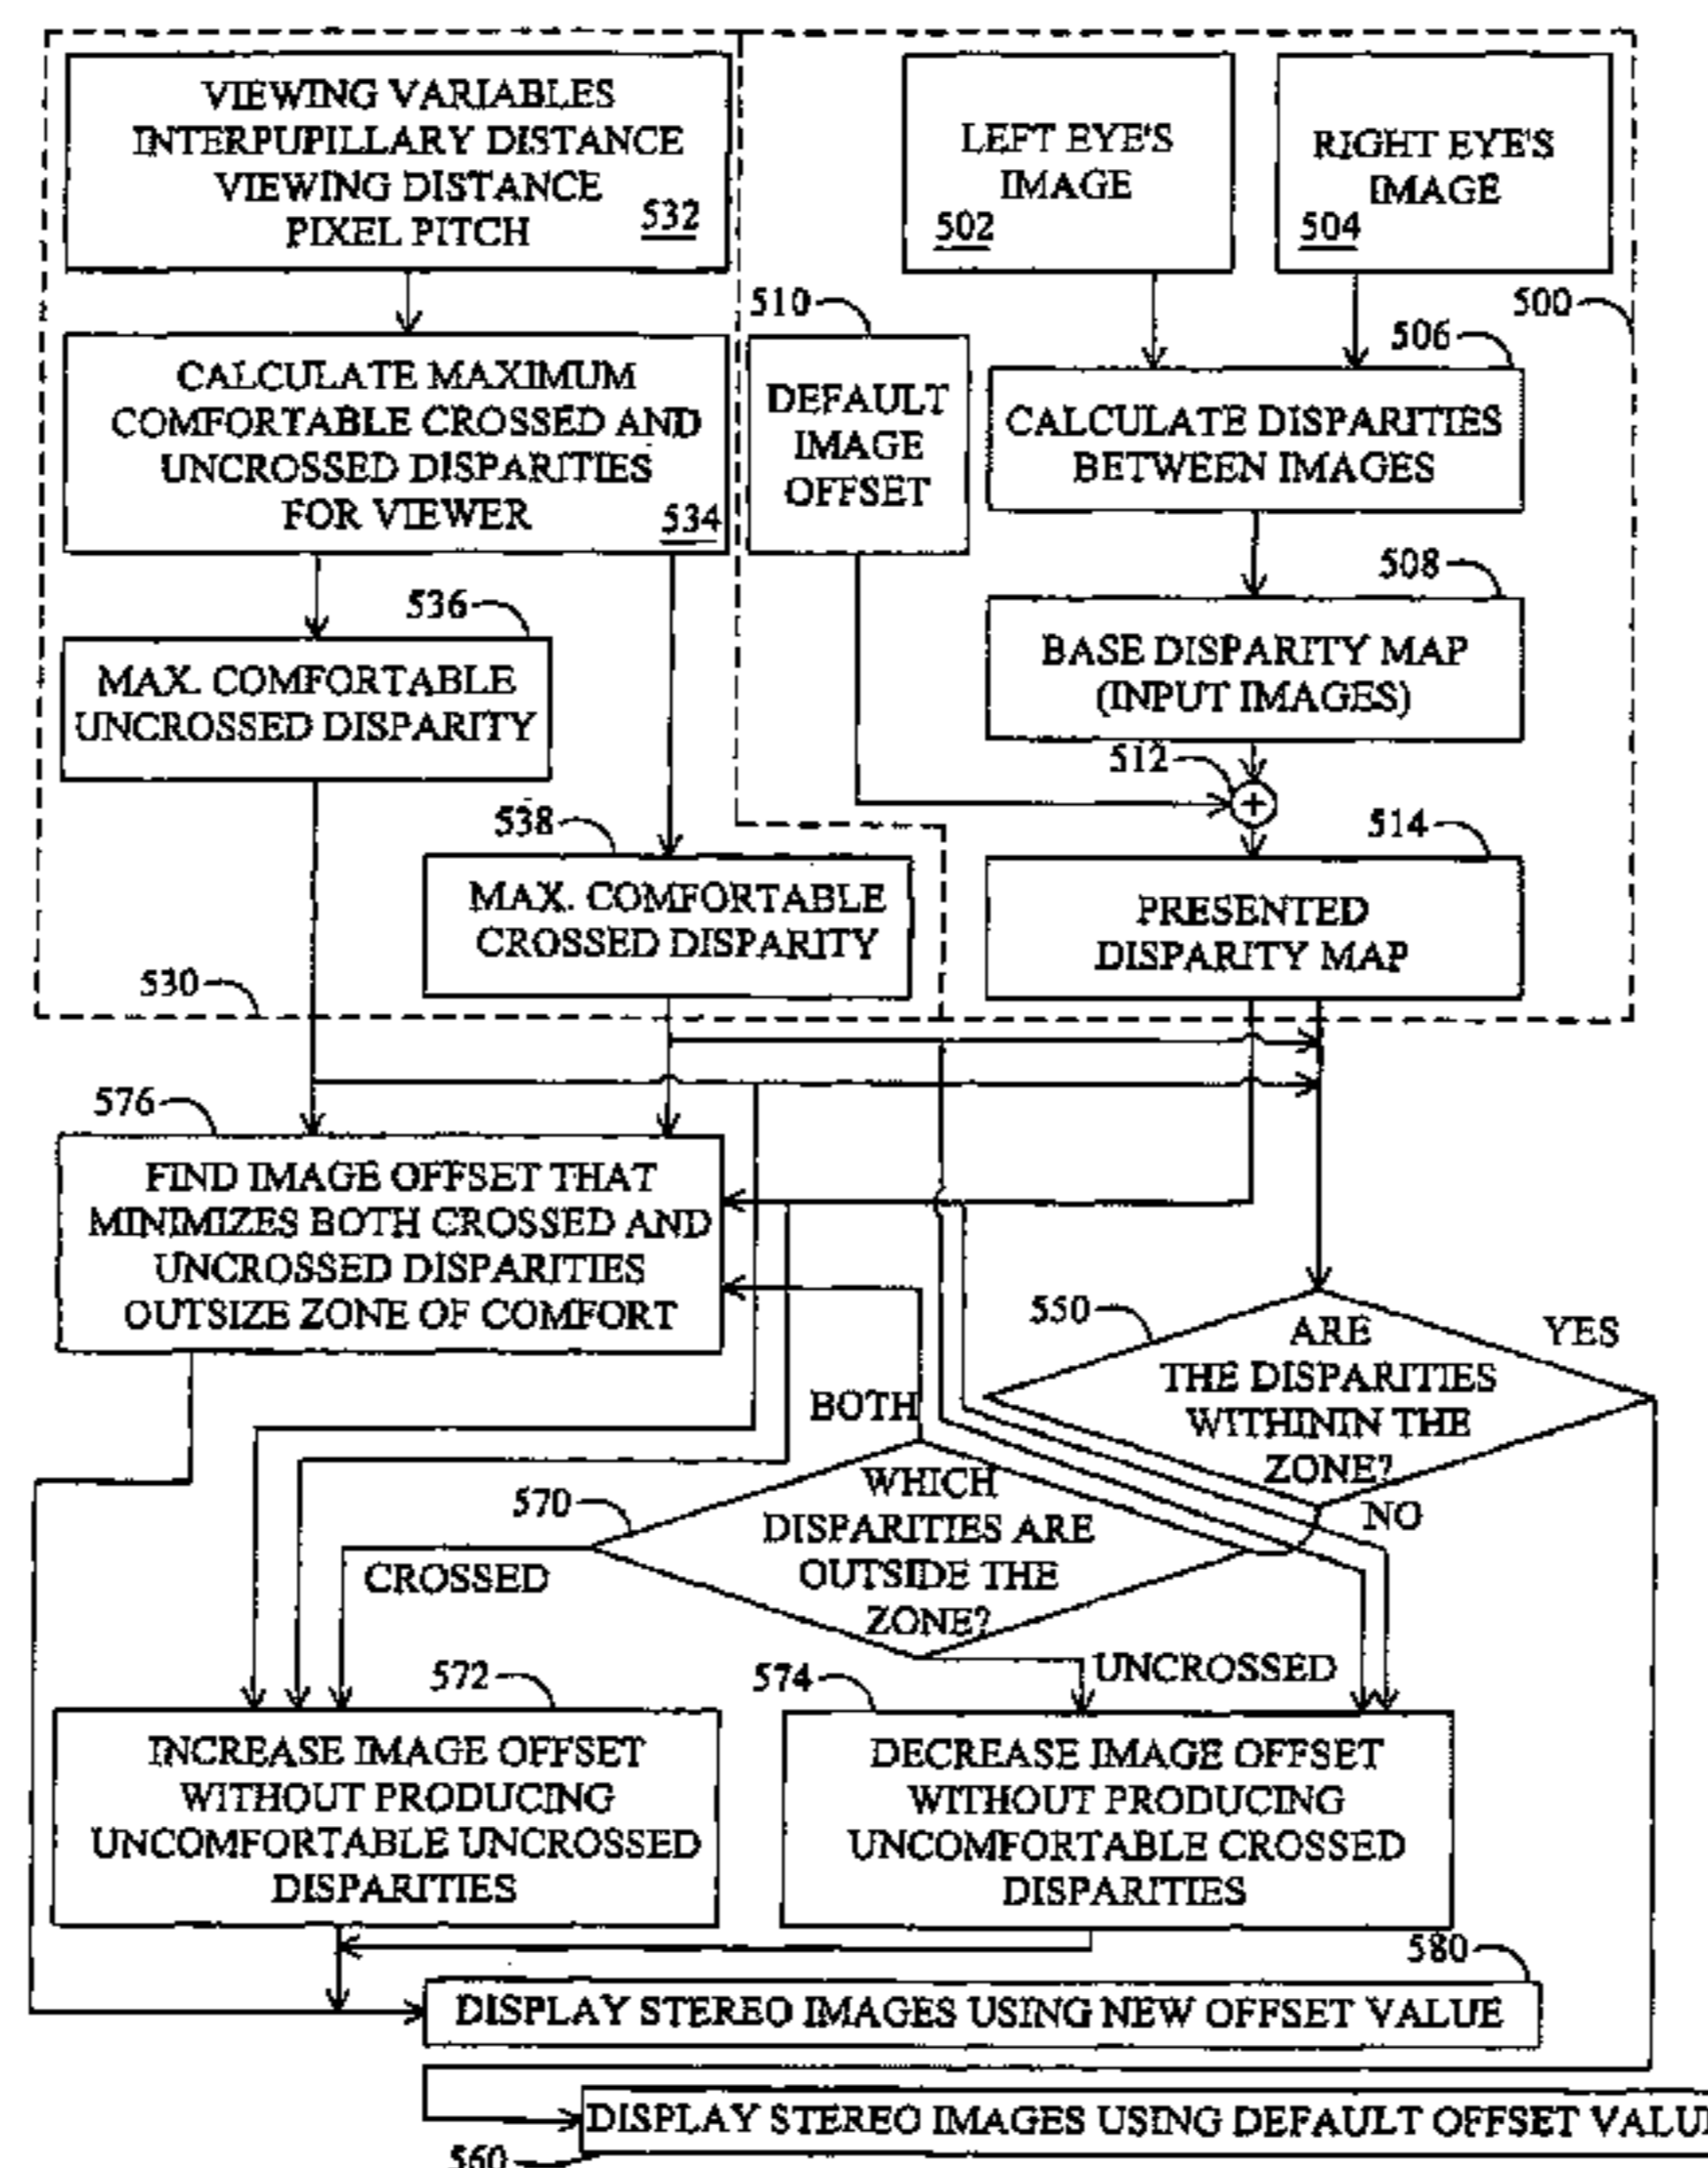 VIEWING VARIABLES
INTERPUPILLARY DISTANCE
VIEWING DISTANCE
PIXEL PITCH
532
LEFT EYE'S
IMAGE
502
RIGHT EYE'S
IMAGE
504
500
510
506
CALCULATE MAXIMUM
COMFORTABLE CROSSED AND
UNCROSSED DISPARITIES
FOR VIEWER
534
DEFAULT
IMAGE
OFFSET
CALCULATE DISPARITIES
BETWEEN IMAGES
508
536
MAX. COMFORTABLE
UNCROSSED DISPARITY
BASE DISPARITY MAP
(INPUT IMAGES)
512
+
538
514
MAX. COMFORTABLE
CROSSED DISPARITY
PRESENTED
DISPARITY MAP
530
576
FIND IMAGE OFFSET THAT
MINIMIZES BOTH CROSSED AND
UNCROSSED DISPARITIES
OUTSIZE ZONE OF COMFORT
550
ARE
THE DISPARITIES
WITHININ THE
ZONE?
YES
NO
BOTH
570
WHICH
DISPARITIES ARE
OUTSIDE THE
ZONE?
CROSSED
UNCROSSED
572
574
INCREASE IMAGE OFFSET
WITHOUT PRODUCING
UNCOMFORTABLE UNCROSSED
DISPARITIES
DECREASE IMAGE OFFSET
WITHOUT PRODUCING
UNCOMFORTABLE CROSSED
DISPARITIES
580
DISPLAY STEREO IMAGES USING NEW OFFSET VALUE
DISPLAY STEREO IMAGES USING DEFAULT OFFSET VALU
560